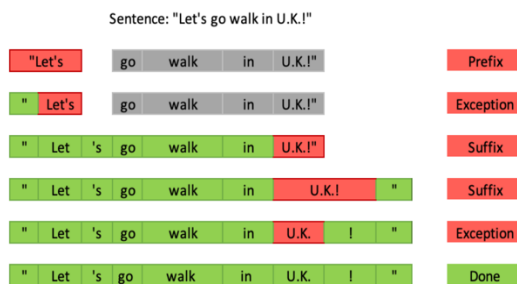 Sentence: "Let's go walk in U.K.!"
"Let's go walk in U.K.!" Prefix
" Let's go walk in U.K.!" Exception
" Let 's go walk in U.K.!" Suffix
" Let 's go walk in U.K.! " Suffix
" Let 's go walk in U.K. ! " Exception
" Let 's go walk in U.K. ! " Done